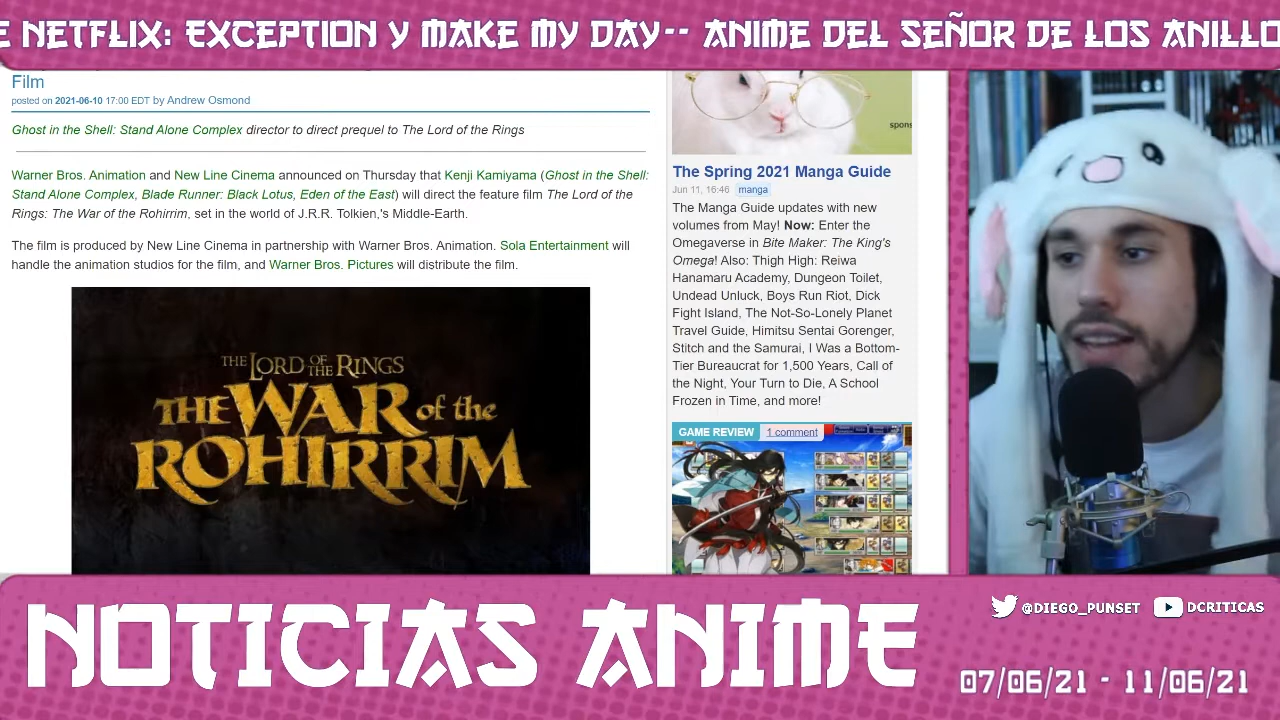 E NETFLIX: EXCEPTION Y MAKE MY DAY-- ANIME DEL SEÑOR DE LOS ANILLO
Film
posted on 2021-06-10 17:00 EDT by Andrew Osmond
Ghost in the Shell: Stand Alone Complex director to direct prequel to The Lord of the Rings
Warner Bros. Animation and New Line Cinema announced on Thursday that Kenji Kamiyama (Ghost in the Shell:
Stand Alone Complex, Blade Runner: Black Lotus, Eden of the East) will direct the feature film The Lord of the
Rings: The War of the Rohirrim, set in the world of J.R.R. Tolkien,'s Middle-Earth.
The film is produced by New Line Cinema in partnership with Warner Bros. Animation. Sola Entertainment will
handle the animation studios for the film, and Warner Bros. Pictures will distribute the film.
THE LORD OF THE RINGS
THE WAR of the
ROHIRRIM
spons
The Spring 2021 Manga Guide
Jun 11, 16:46 manga
The Manga Guide updates with new
volumes from May! Now: Enter the
Omegaverse in Bite Maker: The King's
Omega! Also: Thigh High: Reiwa
Hanamaru Academy, Dungeon Toilet,
Undead Unluck, Boys Run Riot, Dick
Fight Island, The Not-So-Lonely Planet
Travel Guide, Himitsu Sentai Gorenger,
Stitch and the Samurai, I Was a Bottom-
Tier Bureaucrat for 1,500 Years, Call of
the Night, Your Turn to Die, A School
Frozen in Time, and more!
GAME REVIEW 1 comment
NOTICIAS ANIME
@DIEGO_PUNSET DCRITICAS
07/06/21 - 11/06/21